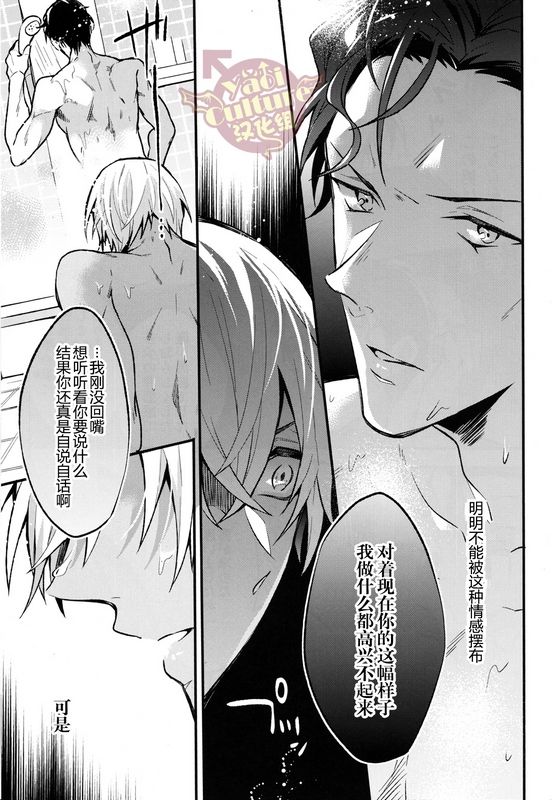 Yaoi
Culture
汉化组
明明不能被这种情感摆布
对着现在你的这幅样子
我做什么都高兴不起来
…我刚没回嘴
想听听看你要说什么
结果你还真是自说自话啊
可是